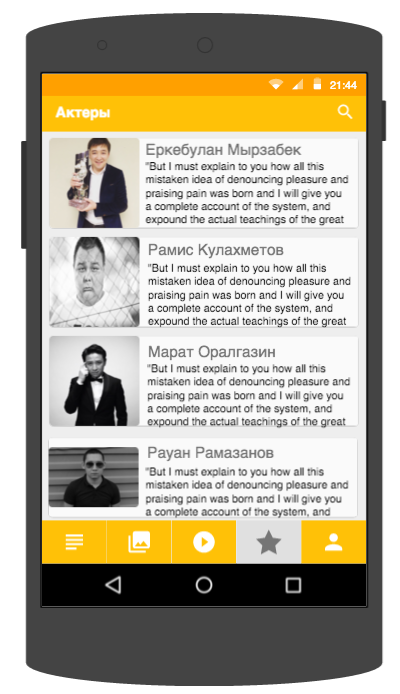 21:44
Актеры
Еркебулан Мырзабек
"But I must explain to you how all this
mistaken idea of denouncing pleasure and
praising pain was born and I will give you
a complete account of the system, and
expound the actual teachings of the great
Рамис Кулахметов
"But I must explain to you how all this
mistaken idea of denouncing pleasure and
praising pain was born and I will give you
a complete account of the system, and
expound the actual teachings of the great
Марат Оралгазин
"But I must explain to you how all this
mistaken idea of denouncing pleasure and
praising pain was born and I will give you
a complete account of the system, and
expound the actual teachings of the great
Рауан Рамазанов
"But I must explain to you how all this
mistaken idea of denouncing pleasure and
praising pain was born and I will give you
a complete account of the system, and